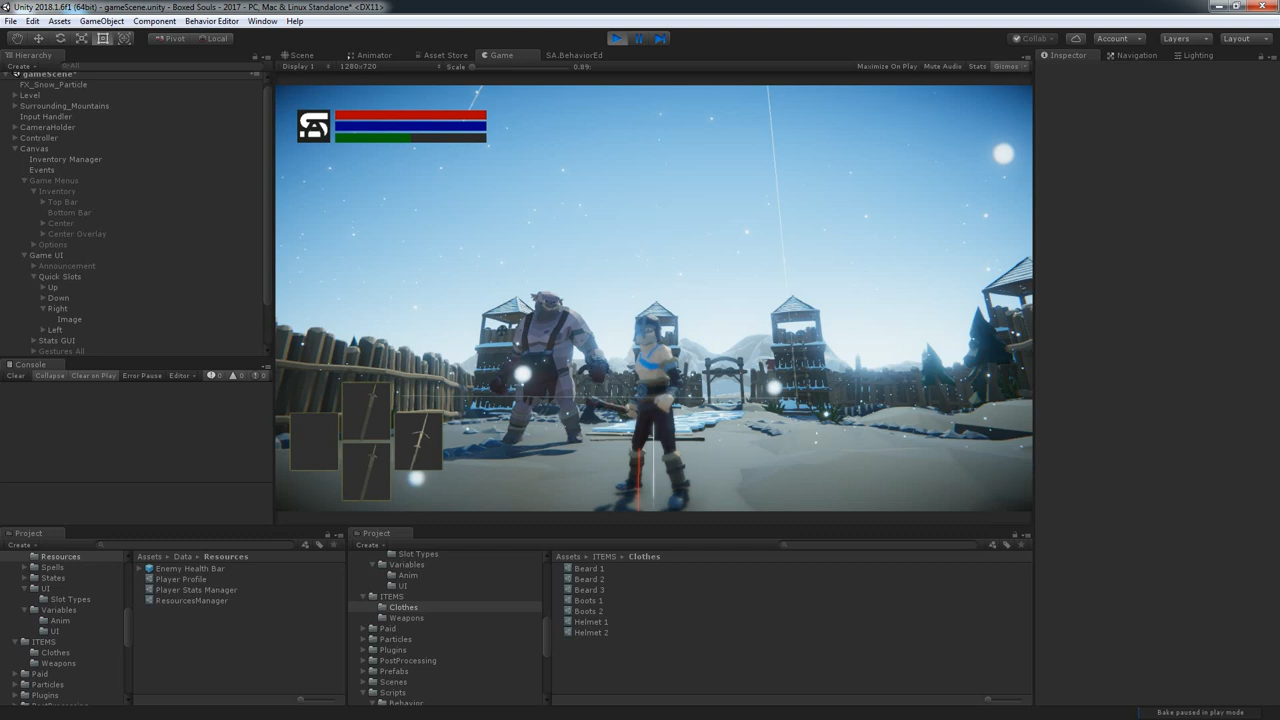 Unity 2018.1.6f1 (64bit) - gameScene.unity - Boxed Souls - 2017 - PC, Mac & Linux Standalone* <DX11>
File Edit Assets GameObject Component Behavior Editor Window Help
Pivot Local Collab Account Layers Layout
Hierarchy Scene Animator Asset Store Game SA.BehaviorEd Inspector Navigation Lighting
Create All
Display 1 1280x720 Scale 0.89 Maximize On Play Mute Audio Stats Gizmos
gameScene*
FX_Snow_Particle
Level
Surrounding_Mountains
Input Handler
CameraHolder
Controller
Canvas
Inventory Manager
Events
Game Menus
Inventory
Top Bar
Bottom Bar
Center
Center Overlay
Options
Game UI
Announcement
Quick Slots
Up
Down
Right
Image
Left
Stats GUI
Gestures All
Console
Clear Collapse Clear on Play Error Pause Editor 0 0 0
Project
Create
Resources
Spells
States
UI
Slot Types
Variables
Anim
UI
ITEMS
Clothes
Weapons
Paid
Particles
Plugins
Assets Data Resources
Enemy Health Bar
Player Profile
Player Stats Manager
ResourcesManager
Project
Create
Slot Types
Variables
Anim
UI
ITEMS
Clothes
Weapons
Paid
Particles
Plugins
PostProcessing
Prefabs
Scenes
Scripts
Behavior
Assets ITEMS Clothes
Beard 1
Beard 2
Beard 3
Boots 1
Boots 2
Helmet 1
Helmet 2
Bake paused in play mode